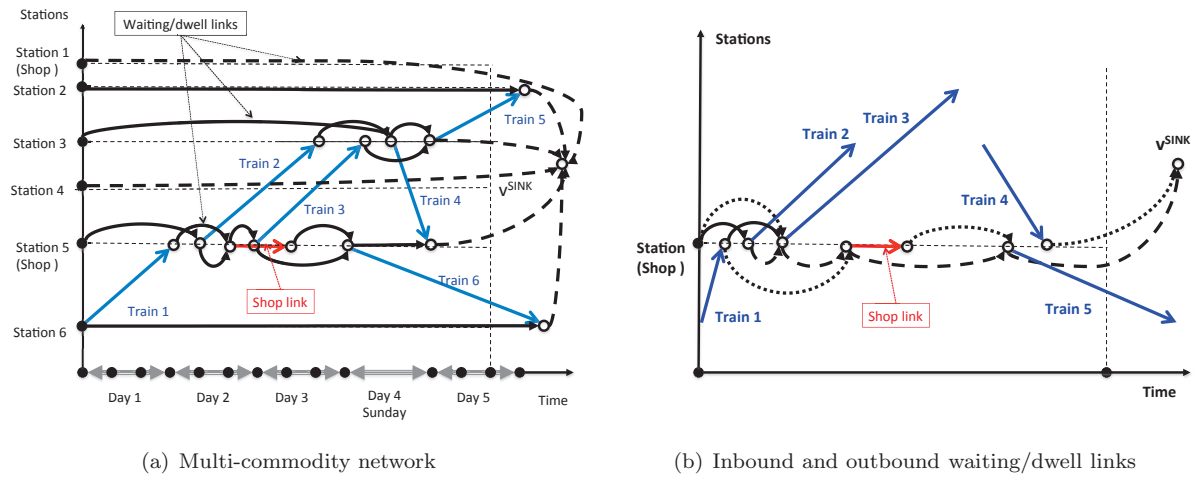 Stations
Waiting/dwell links
Station 1
(Shop )
Station 2
Train 5
Station 3
Train 2
Station 4
vSINK
Train 3
Train 4
Station 5
(Shop )
Train 6
Train 1
Shop link
Station 6
Day 1
Day 2
Day 3
Day 4
Sunday
Day 5
Time
(a) Multi-commodity network
Stations
Train 3
Train 2
vSINK
Train 4
Station
(Shop )
Train 1
Shop link
Train 5
Time
(b) Inbound and outbound waiting/dwell links